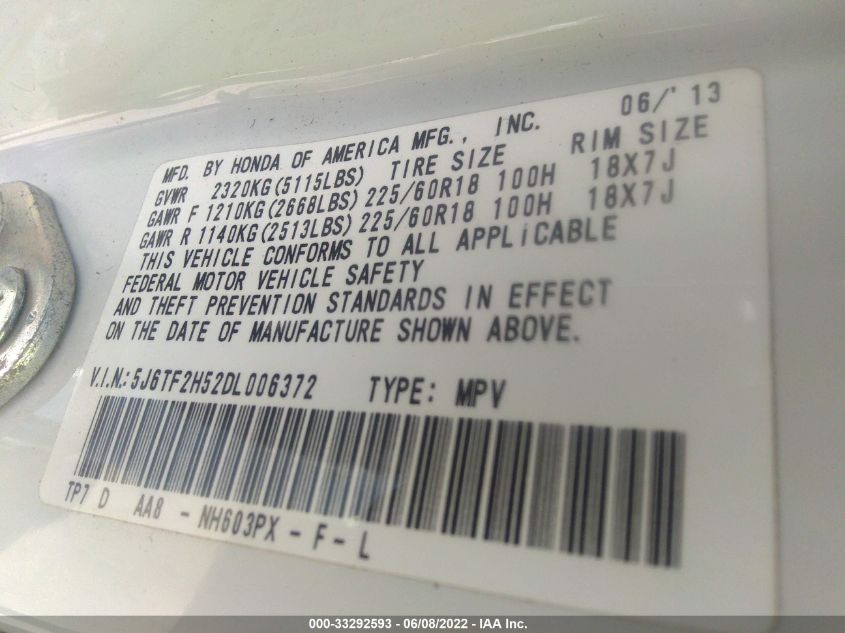 06/'13
MFD. BY HONDA OF AMERICA MFG., INC.
GVWR 2320KG(5115LBS) TIRE SIZE RIM SIZE
GAWR F 1210KG(2668LBS) 225/60R18 100H 18X7J
GAWR R 1140KG(2513LBS) 225/60R18 100H 18X7J
THIS VEHICLE CONFORMS TO ALL APPLiCABLE
FEDERAL MOTOR VEHICLE SAFETY
AND THEFT PREVENTION STANDARDS IN EFFECT
ON THE DATE OF MANUFACTURE SHOWN ABOVE.
V.I.N.: 5J6TF2H52DL006372 TYPE: MPV
TP7 D AA8 - NH603PX - F - L
000-33292593 - 06/08/2022 - IAA Inc.